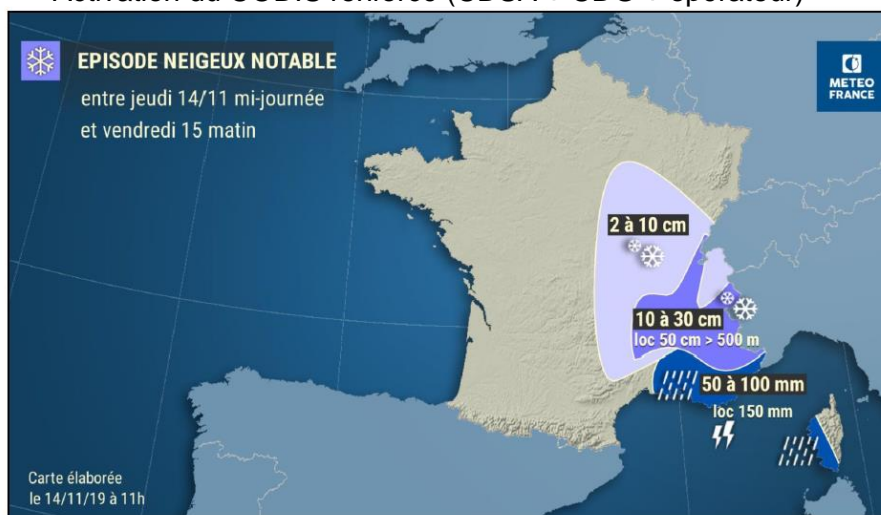 EPISODE NEIGEUX NOTABLE
entre jeudi 14/11 mi-journée
et vendredi 15 matin
METEO
FRANCE
2 à 10 cm
10 à 30 cm
loc 50 cm > 500 m
50 à 100 mm
loc 150 mm
Carte élaborée
le 14/11/19 à 11h